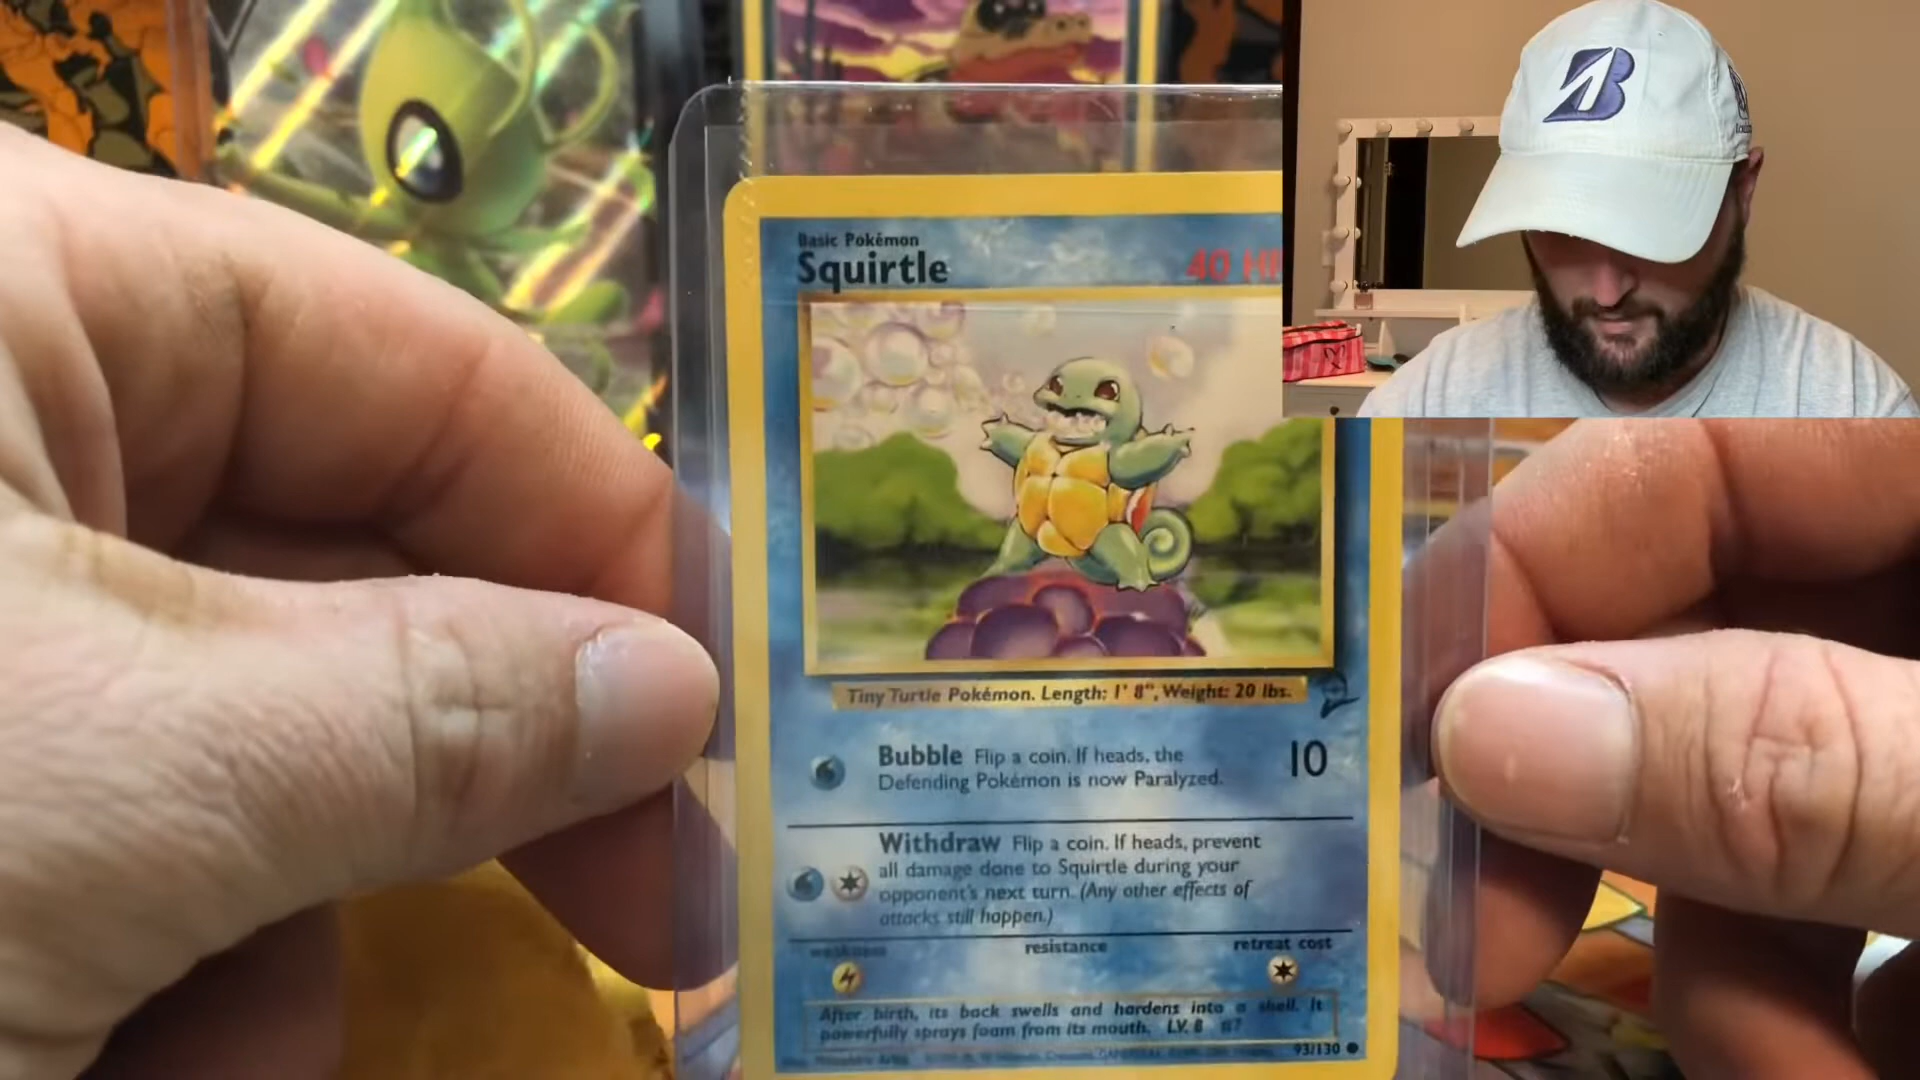 Basic Pokémon
Squirtle
40 HP
Tiny Turtle Pokémon. Length: 1' 8", Weight: 20 lbs.
Bubble Flip a coin. If heads, the
Defending Pokémon is now Paralyzed.
10
Withdraw Flip a coin. If heads, prevent
all damage done to Squirtle during your
opponent's next turn. (Any other effects of
attacks still happen.)
weakness resistance retreat cost
After birth, its back swells and hardens into a shell. It
powerfully sprays foam from its mouth. LV. 8 #7
93/130
B